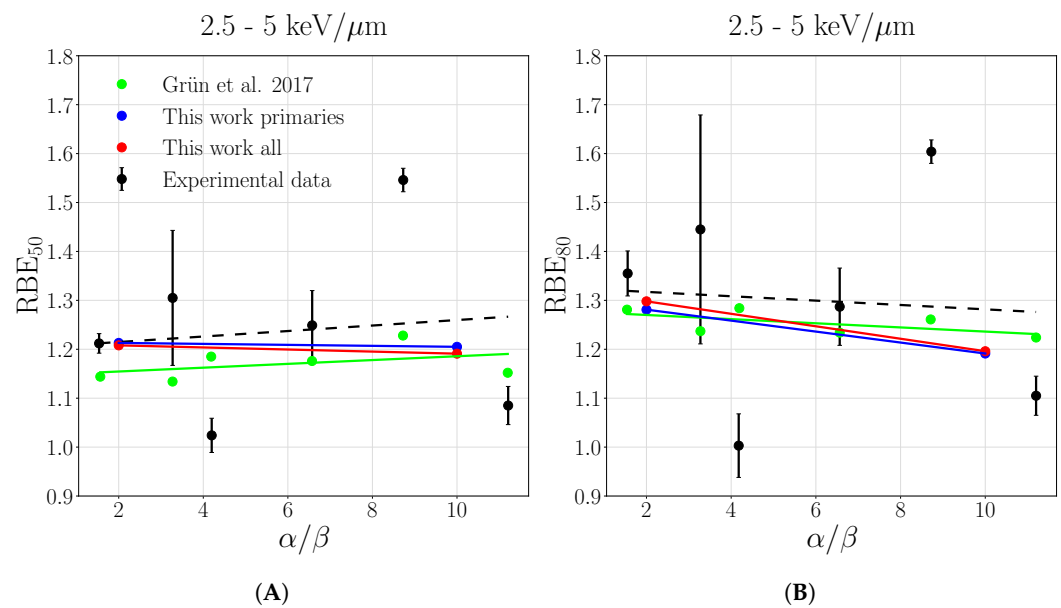 2.5 - 5 keV/μm
1.8
1.7
1.6
1.5
1.4
1.3
1.2
1.1
1.0
0.9
RBE50
Grün et al. 2017
This work primaries
This work all
Experimental data
2 4 6 8 10
α/β
(A)
2.5 - 5 keV/μm
1.8
1.7
1.6
1.5
1.4
1.3
1.2
1.1
1.0
0.9
RBE80
2 4 6 8 10
α/β
(B)